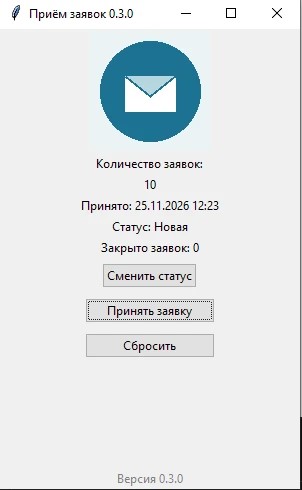 Приём заявок 0.3.0
Количество заявок:
10
Принято: 25.11.2026 12:23
Статус: Новая
Закрыто заявок: 0
Сменить статус
Принять заявку
Сбросить
Версия 0.3.0